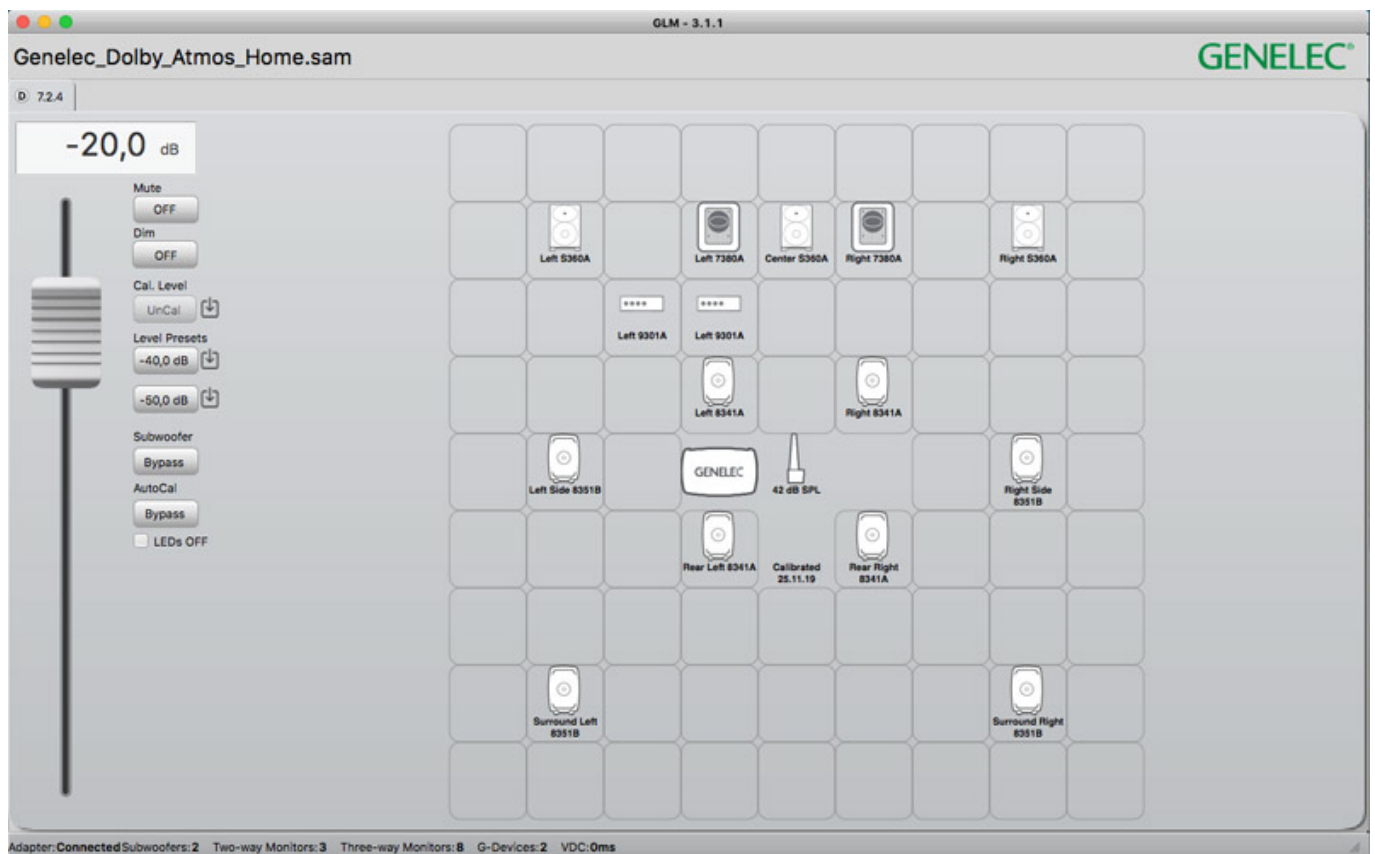 GLM - 3.1.1
Genelec_Dolby_Atmos_Home.sam
GENELEC®
D 7.2.4
-20,0 dB
Mute
OFF
Dim
OFF
Cal. Level
UnCal
Level Presets
-40,0 dB
-50,0 dB
Subwoofer
Bypass
AutoCal
Bypass
LEDs OFF
Left S360A
Left 7380A
Center S360A
Right 7380A
Right S360A
Left 9301A
Left 9301A
Left 8341A
Right 8341A
Left Side 8351B
GENELEC
42 dB SPL
Right Side
8351B
Rear Left 8341A
Calibrated
25.11.19
Rear Right
8341A
Surround Left
8351B
Surround Right
8351B
Adapter:Connected Subwoofers:2 Two-way Monitors:3 Three-way Monitors:8 G-Devices:2 VDC:0ms